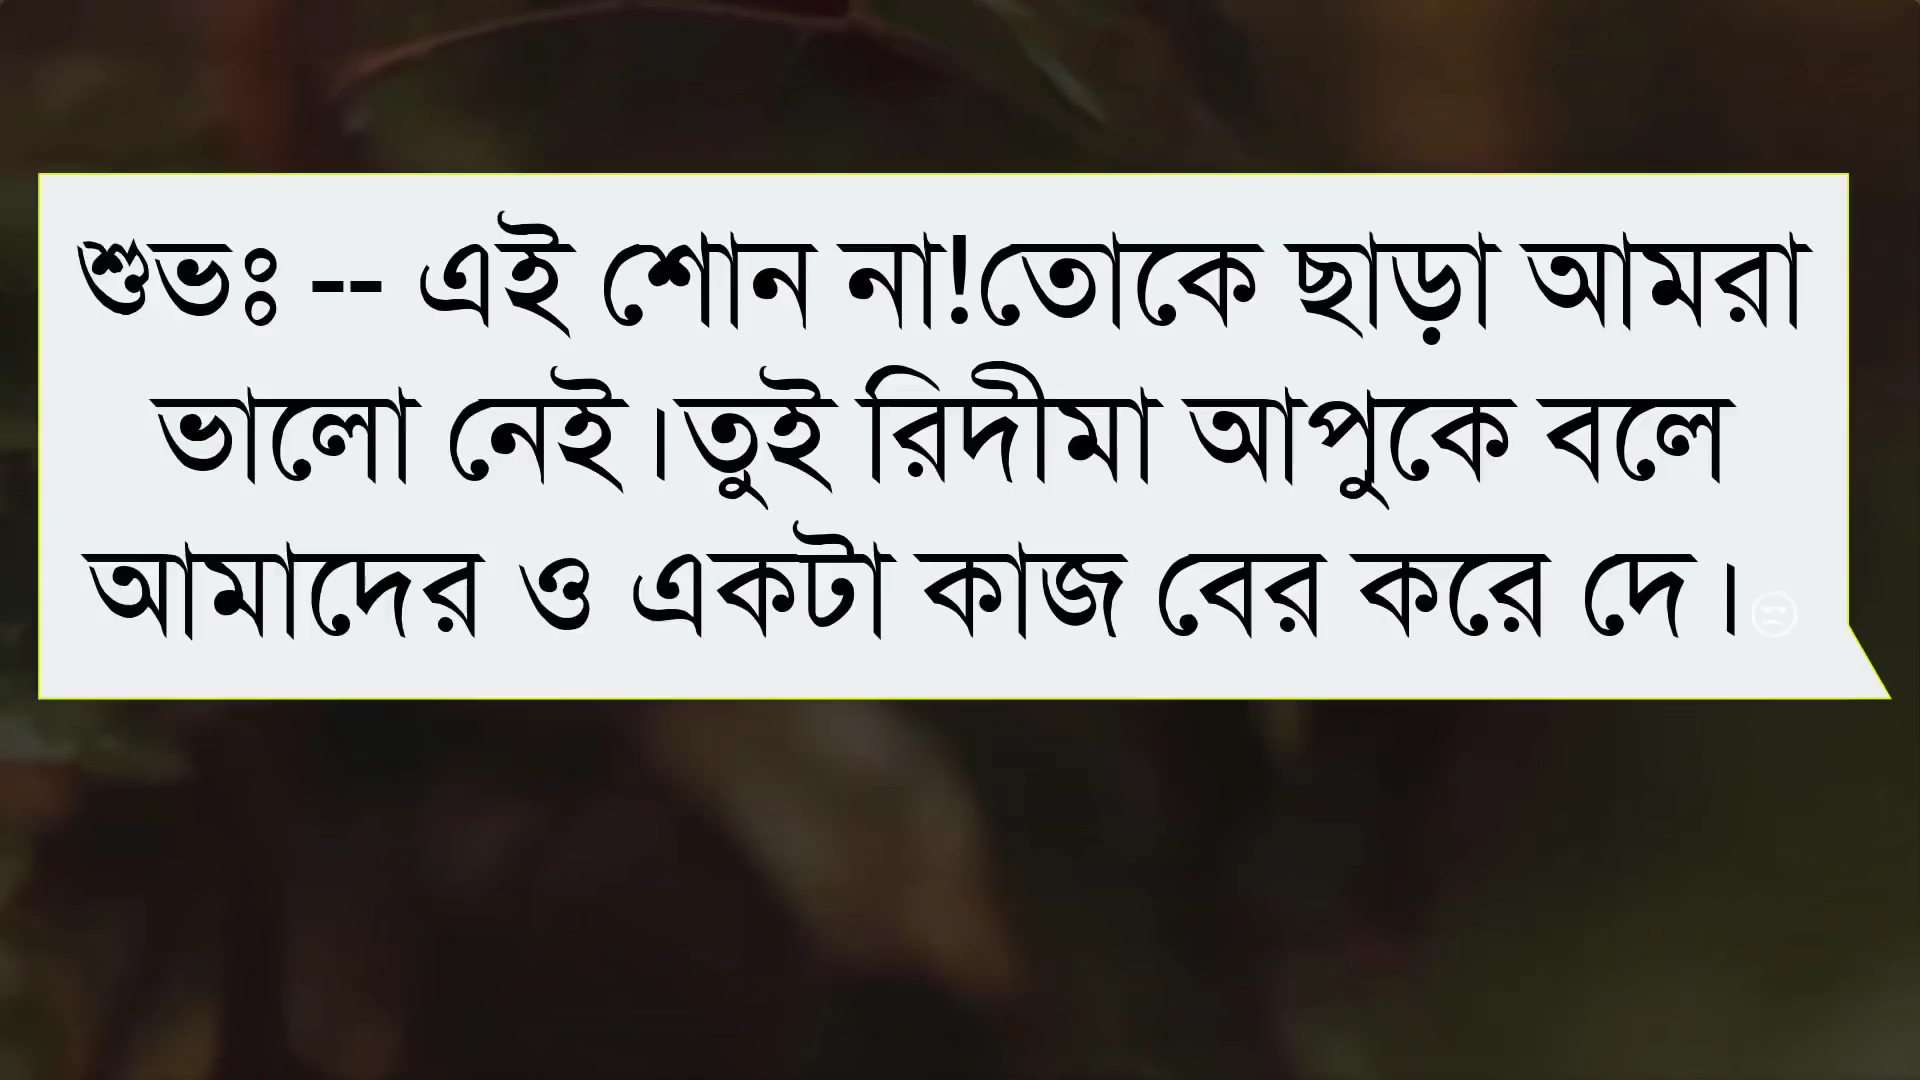 শুভঃ -- এই শোন না!তোকে ছাড়া আমরা
ভালো নেই।তুই রিদীমা আপুকে বলে
আমাদের ও একটা কাজ বের করে দে।